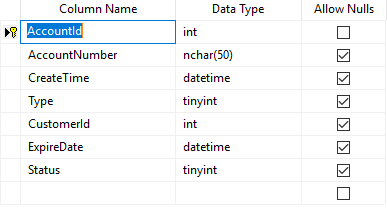 Column Name Data Type Allow Nulls
AccountId int
AccountNumber nchar(50)
CreateTime datetime
Type tinyint
CustomerId int
ExpireDate datetime
Status tinyint